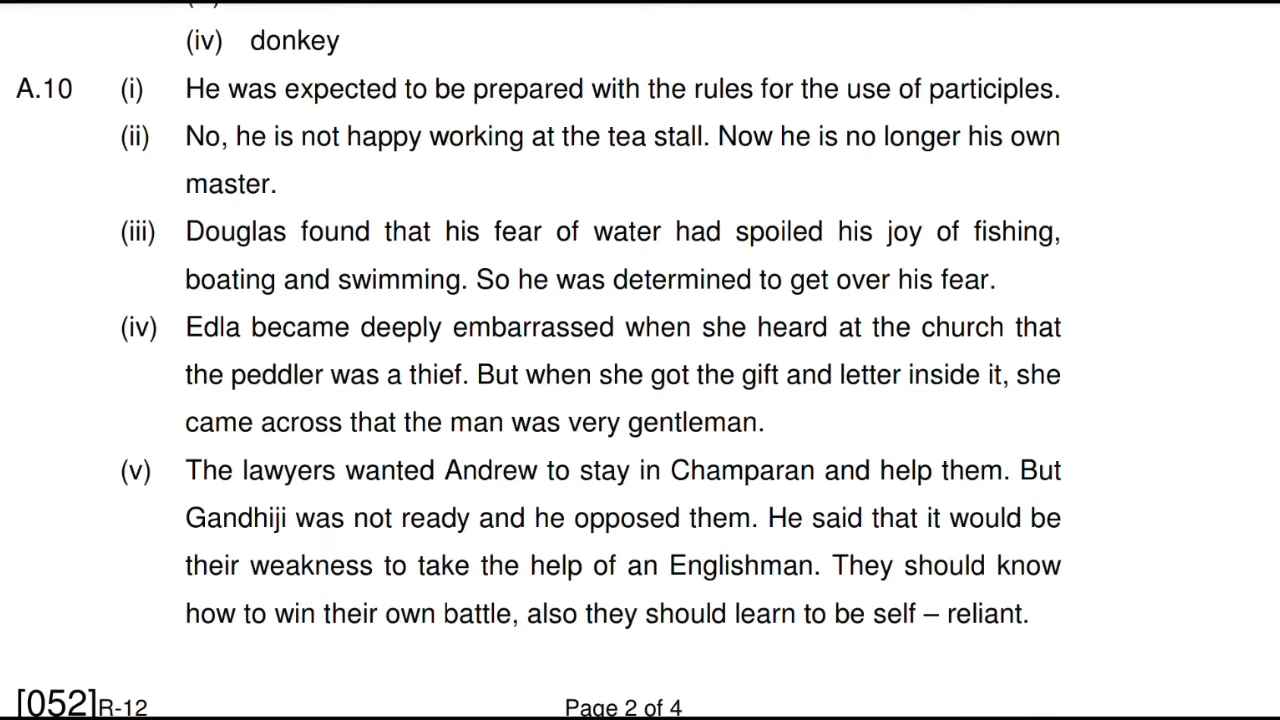 (iv) donkey
A.10 (i) He was expected to be prepared with the rules for the use of participles.
(ii) No, he is not happy working at the tea stall. Now he is no longer his own
master.
(iii) Douglas found that his fear of water had spoiled his joy of fishing,
boating and swimming. So he was determined to get over his fear.
(iv) Edla became deeply embarrassed when she heard at the church that
the peddler was a thief. But when she got the gift and letter inside it, she
came across that the man was very gentleman.
(v) The lawyers wanted Andrew to stay in Champaran and help them. But
Gandhiji was not ready and he opposed them. He said that it would be
their weakness to take the help of an Englishman. They should know
how to win their own battle, also they should learn to be self – reliant.
[052]R-12 Page 2 of 4